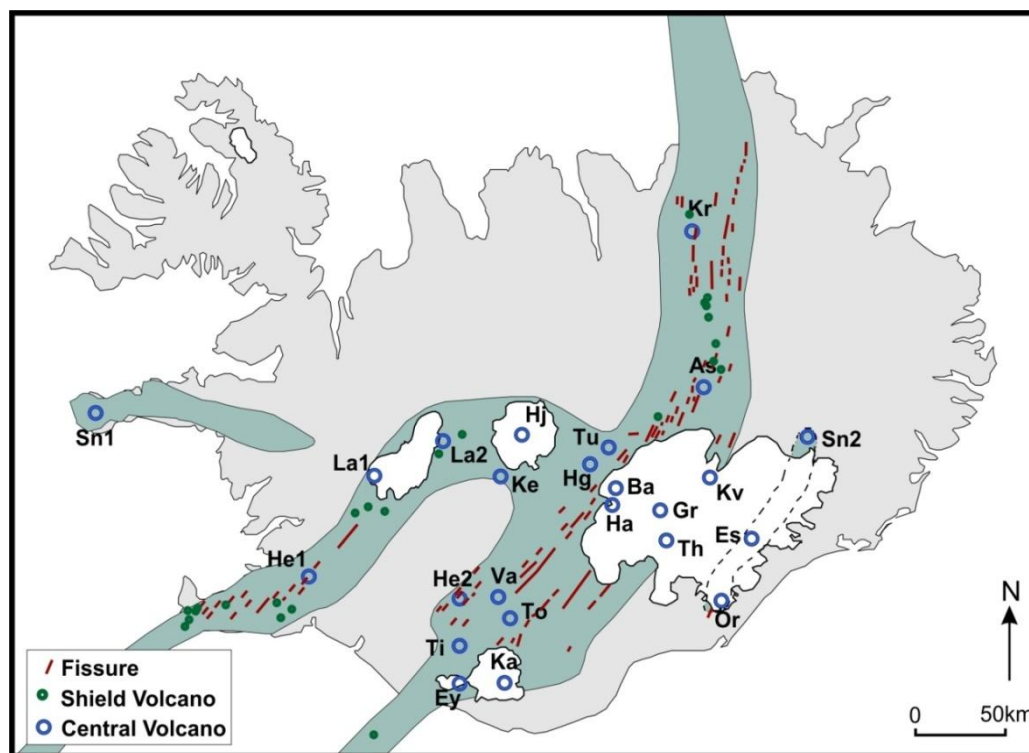 Kr
As
Sn1
Hj
Tu
La2
Sn2
La1
Hg
Ke
Kv
Ba
Ha
Gr
Th
Es
He1
He2
Va
To
Or
N
Ti
Ka
Ey
Fissure
Shield Volcano
Central Volcano
0 50km